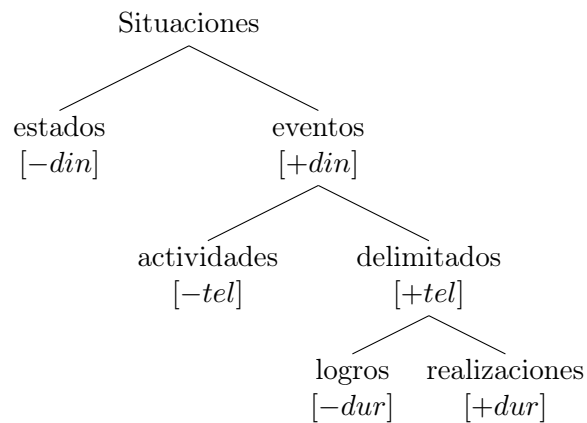 Situaciones
estados eventos
[−din] [+din]
actividades delimitados
[−tel] [+tel]
logros realizaciones
[−dur] [+dur]